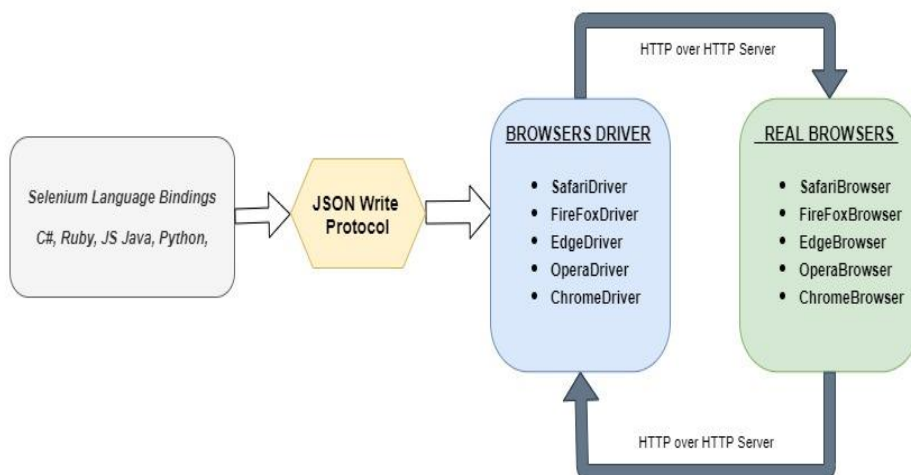 HTTP over HTTP Server
Selenium Language Bindings
C#, Ruby, JS Java, Python,
JSON Write
Protocol
BROWSERS DRIVER
SafariDriver
FireFoxDriver
EdgeDriver
OperaDriver
ChromeDriver
REAL BROWSERS
SafariBrowser
FireFoxBrowser
EdgeBrowser
OperaBrowser
ChromeBrowser
HTTP over HTTP Server